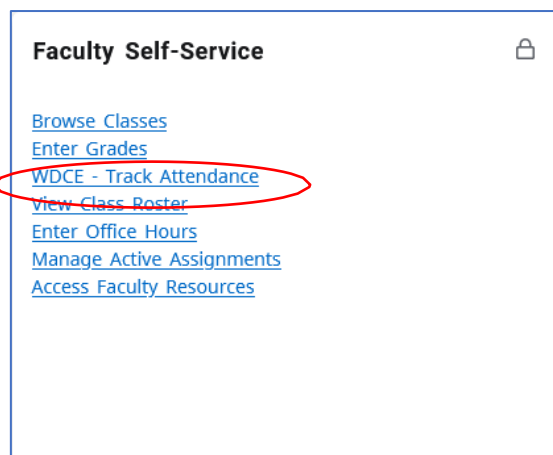 Faculty Self-Service
Browse Classes
Enter Grades
WDCE - Track Attendance
View Class Roster
Enter Office Hours
Manage Active Assignments
Access Faculty Resources